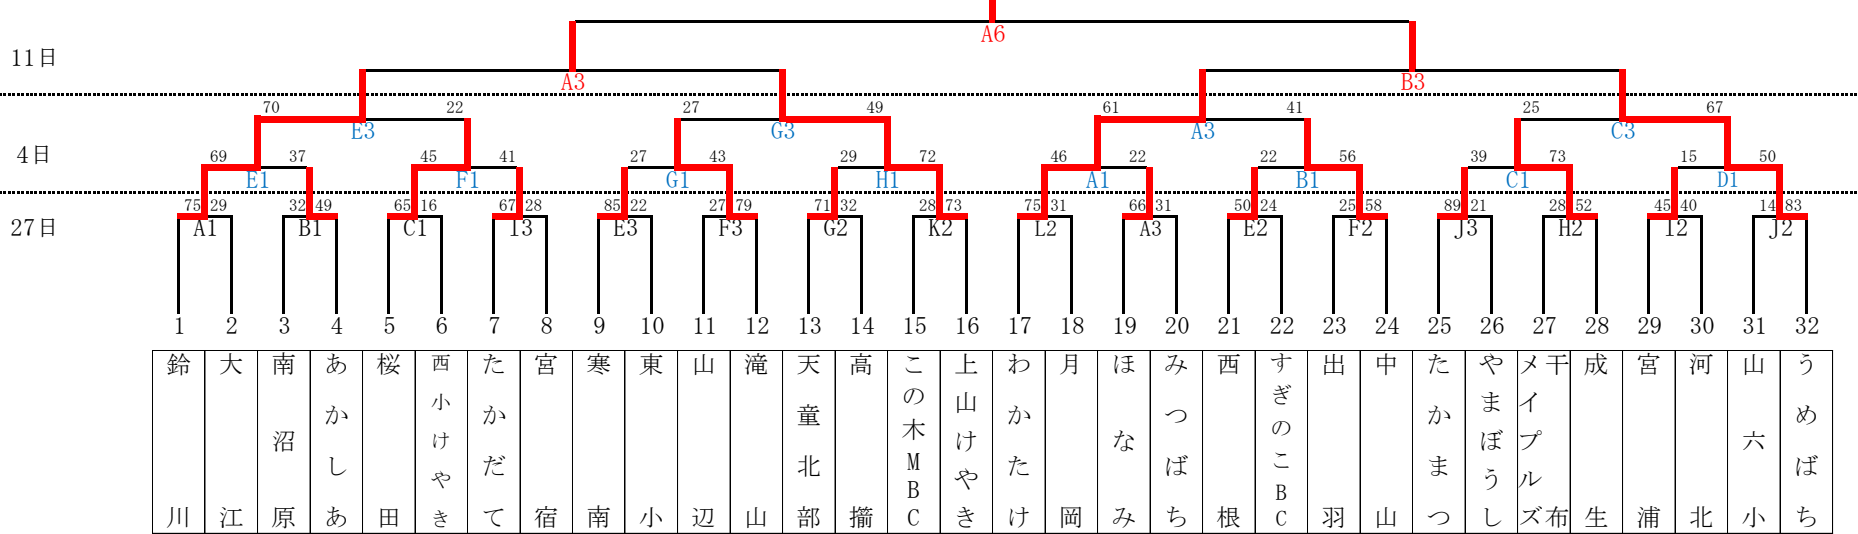 A6
11日
A3 B3
70 22 27 49 61 41 25 67
E3 G3 A3 C3
4日
69 37 45 41 27 43 29 72 46 22 22 56 39 73 15 50
E1 F1 G1 H1 A1 B1 C1 D1
75 29 32 49 65 16 67 28 85 22 27 79 71 32 28 73 75 31 66 31 50 24 25 58 89 21 28 52 45 40 14 83
27日
A1 B1 C1 I3 E3 F3 G2 K2 L2 A3 E2 F2 J3 H2 I2 J2
1 2 3 4 5 6 7 8 9 10 11 12 13 14 15 16 17 18 19 20 21 22 23 24 25 26 27 28 29 30 31 32
鈴川
大江
南沼原
あかしあ
桜田
西小けやき
たかだて
宮宿
寒南
東小
山辺
滝山
天童北部
高擶
この木MBC
上山けやき
わかたけ
月岡
ほなみ
みつばち
西根
すぎのこBC
出羽
中山
たかまつ
やまぼうし
干布
メイプルズ
成生
宮浦
河北
山六小
うめばち